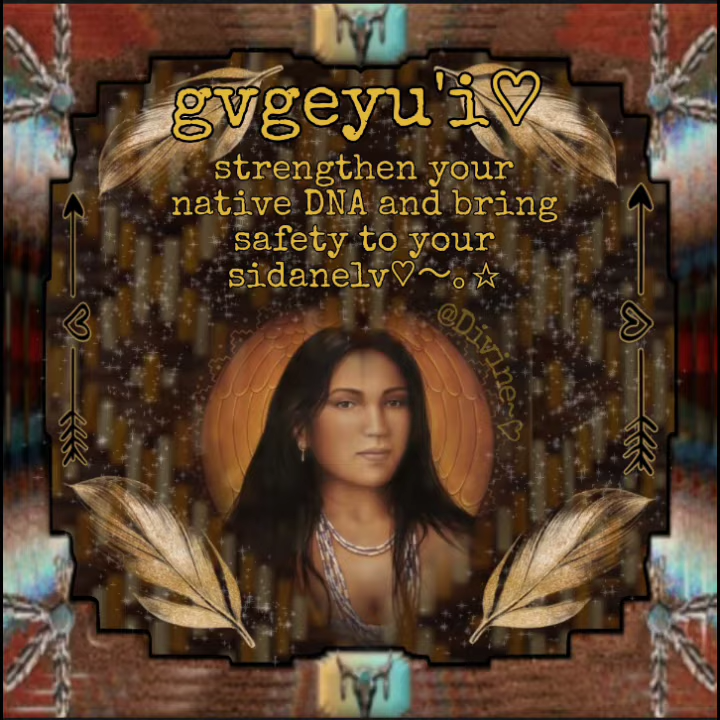 gvgeyu'i♡
strengthen your
native DNA and bring
safety to your
sidanelv♡～。☆
@Divine~♡